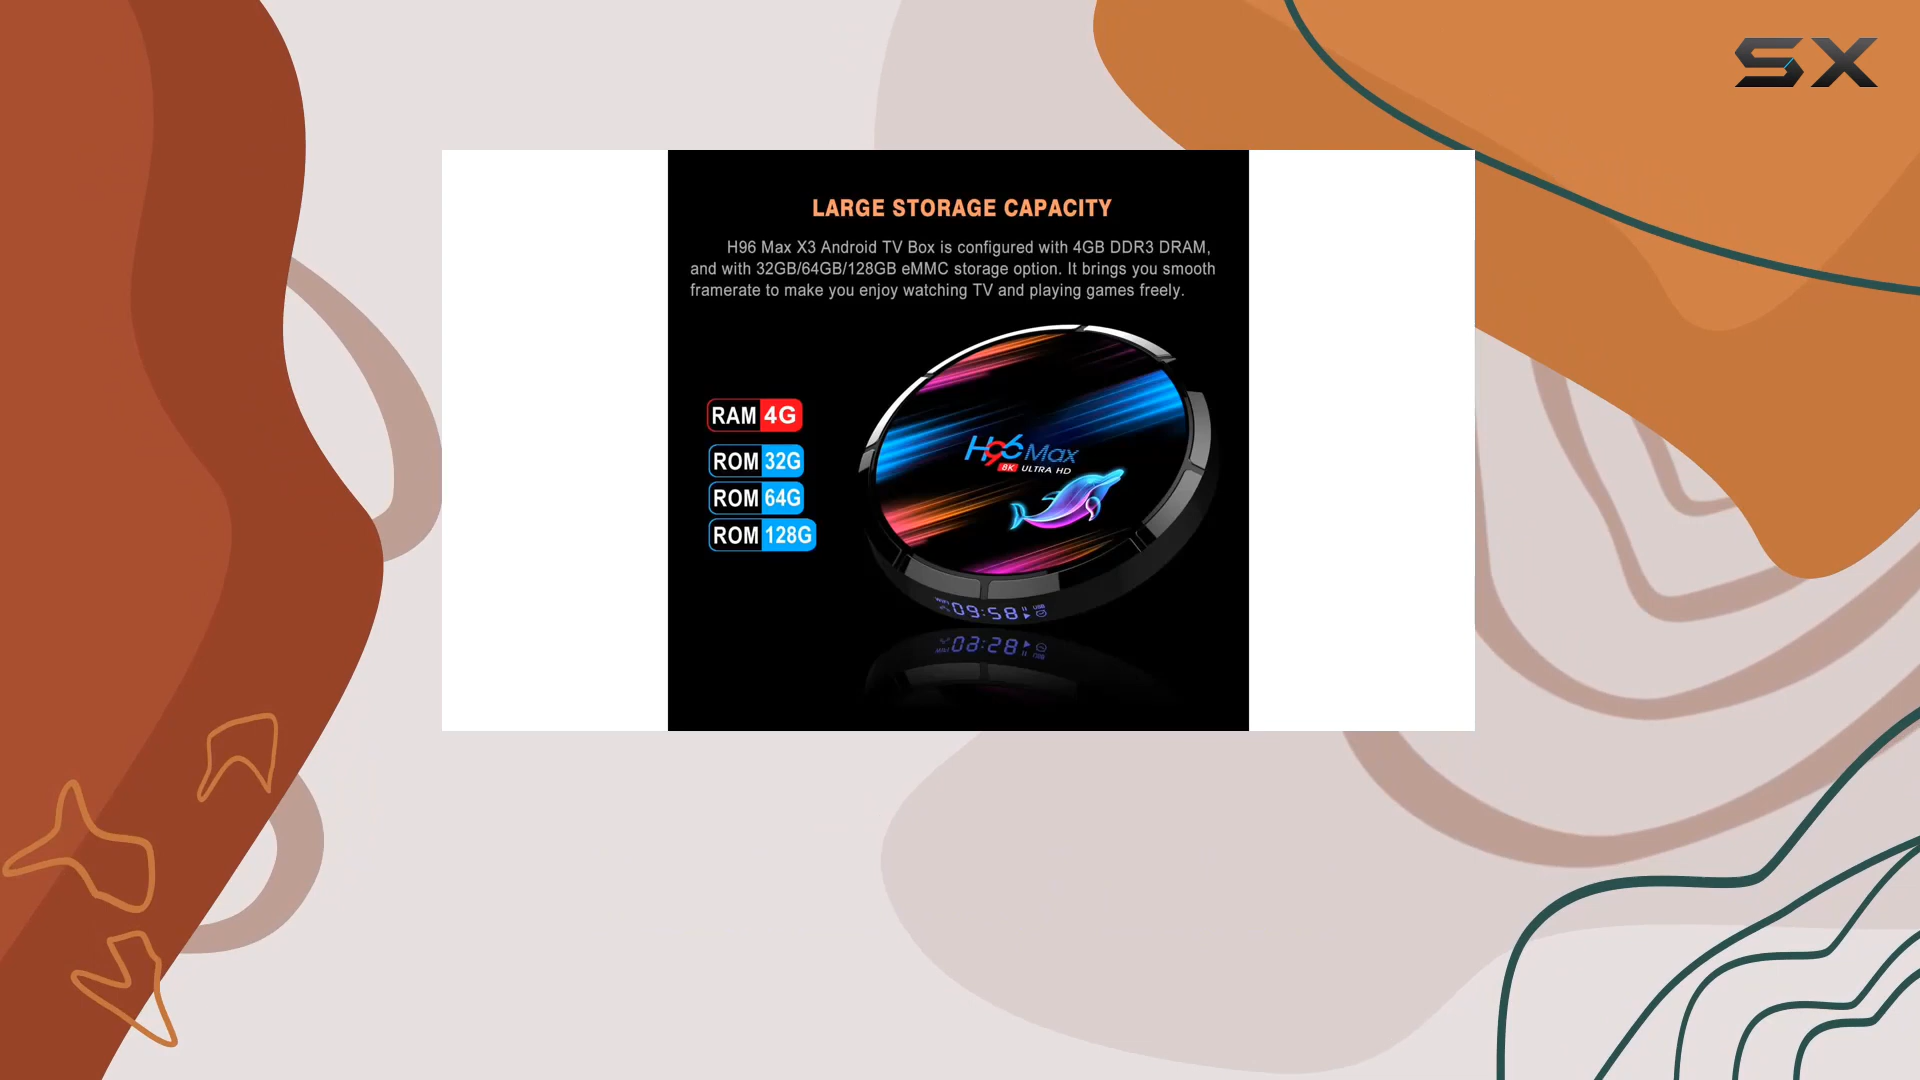 SX
LARGE STORAGE CAPACITY
H96 Max X3 Android TV Box is configured with 4GB DDR3 DRAM,
and with 32GB/64GB/128GB eMMC storage option. It brings you smooth
framerate to make you enjoy watching TV and playing games freely.
RAM 4G
ROM 32G
ROM 64G
ROM 128G
H96 Max
8K ULTRA HD
WiFi 09:58 USB